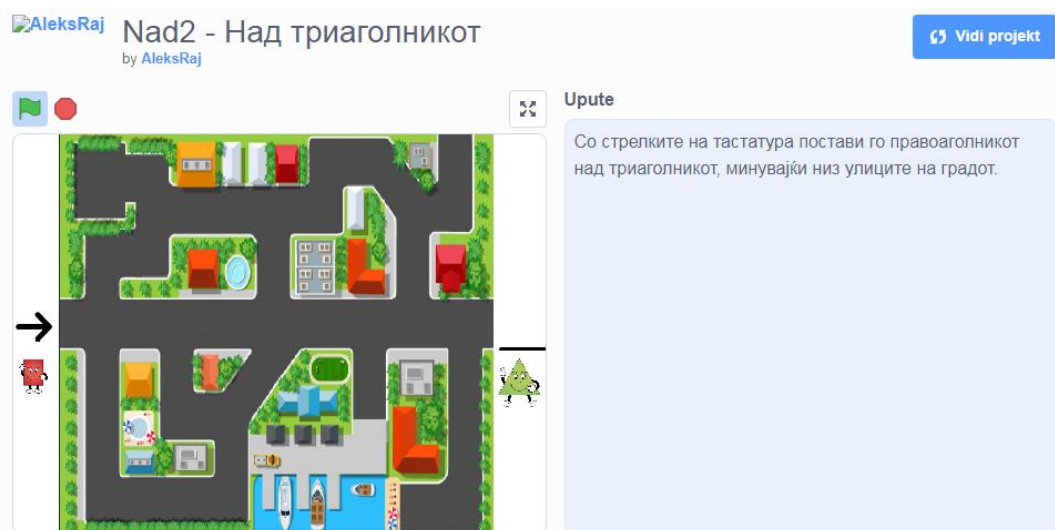 AleksRaj
Nad2 - Над триаголникот
by AleksRaj
Vidi projekt
Upute
Со стрелките на тастатура постави го правоаголникот
над триаголникот, минувајќи низ улиците на градот.